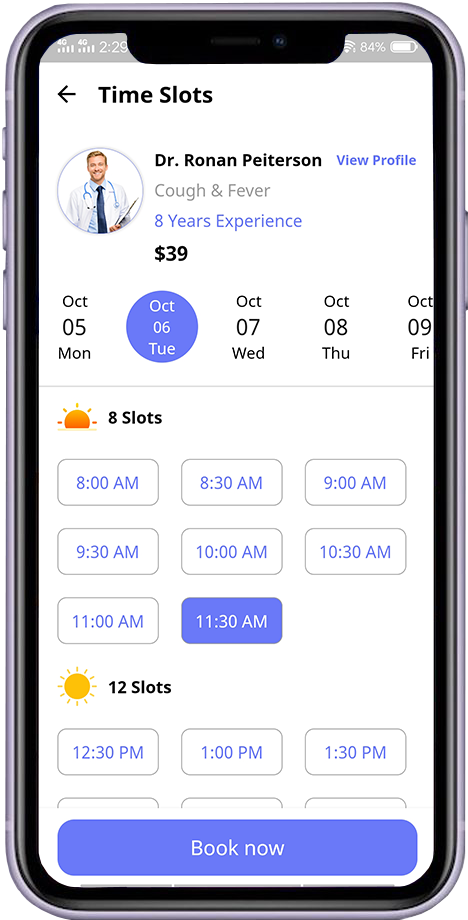 4G 4G 2:29 84%
Time Slots
Dr. Ronan Peiterson View Profile
Cough & Fever
8 Years Experience
$39
Oct Oct Oct Oct Oct
05 06 07 08 09
Mon Tue Wed Thu Fri
8 Slots
8:00 AM 8:30 AM 9:00 AM
9:30 AM 10:00 AM 10:30 AM
11:00 AM 11:30 AM
12 Slots
12:30 PM 1:00 PM 1:30 PM
Book now